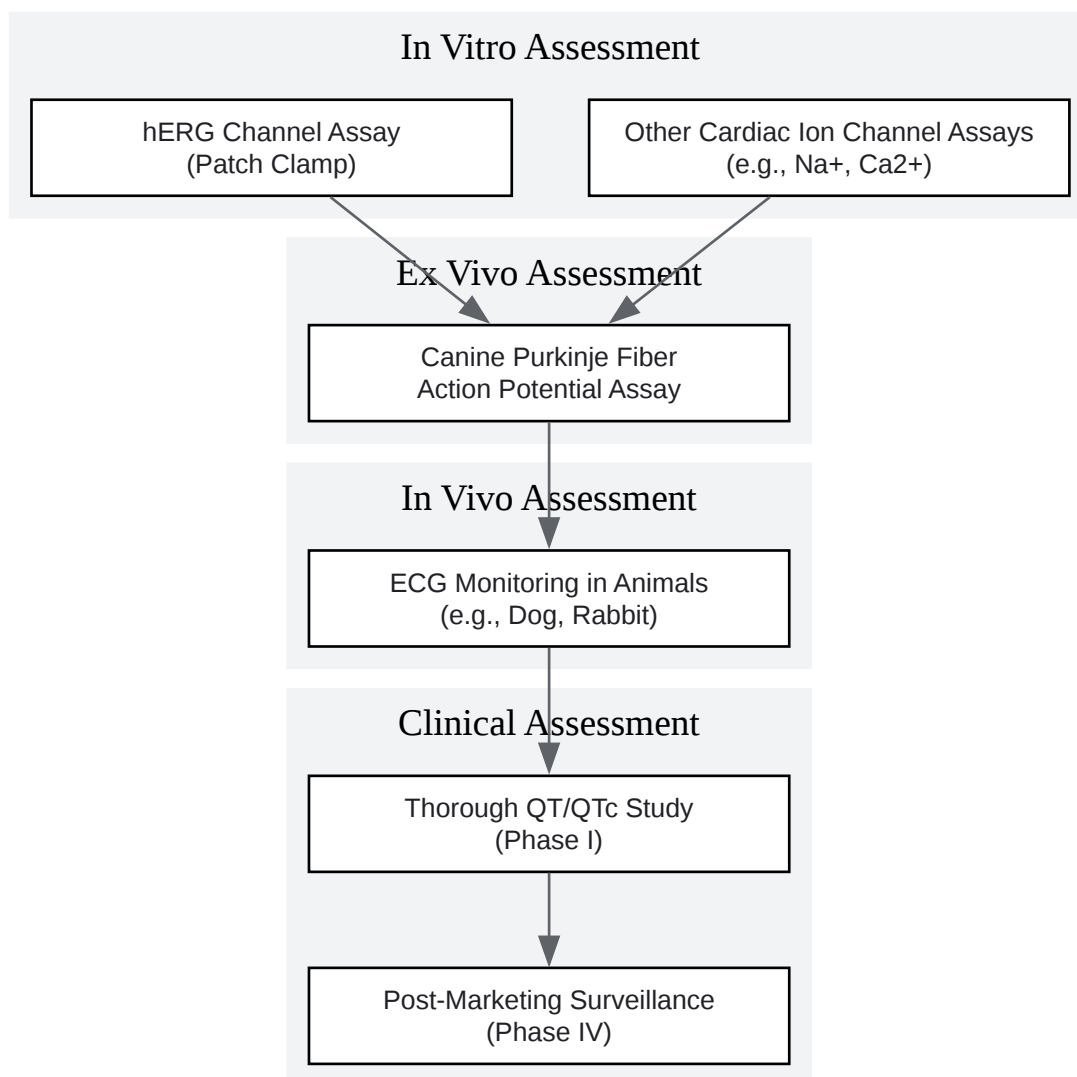 In Vitro Assessment
hERG Channel Assay
(Patch Clamp)
Other Cardiac Ion Channel Assays
(e.g., Na+, Ca2+)
Ex Vivo Assessment
Canine Purkinje Fiber
Action Potential Assay
In Vivo Assessment
ECG Monitoring in Animals
(e.g., Dog, Rabbit)
Clinical Assessment
Thorough QT/QTc Study
(Phase I)
Post-Marketing Surveillance
(Phase IV)